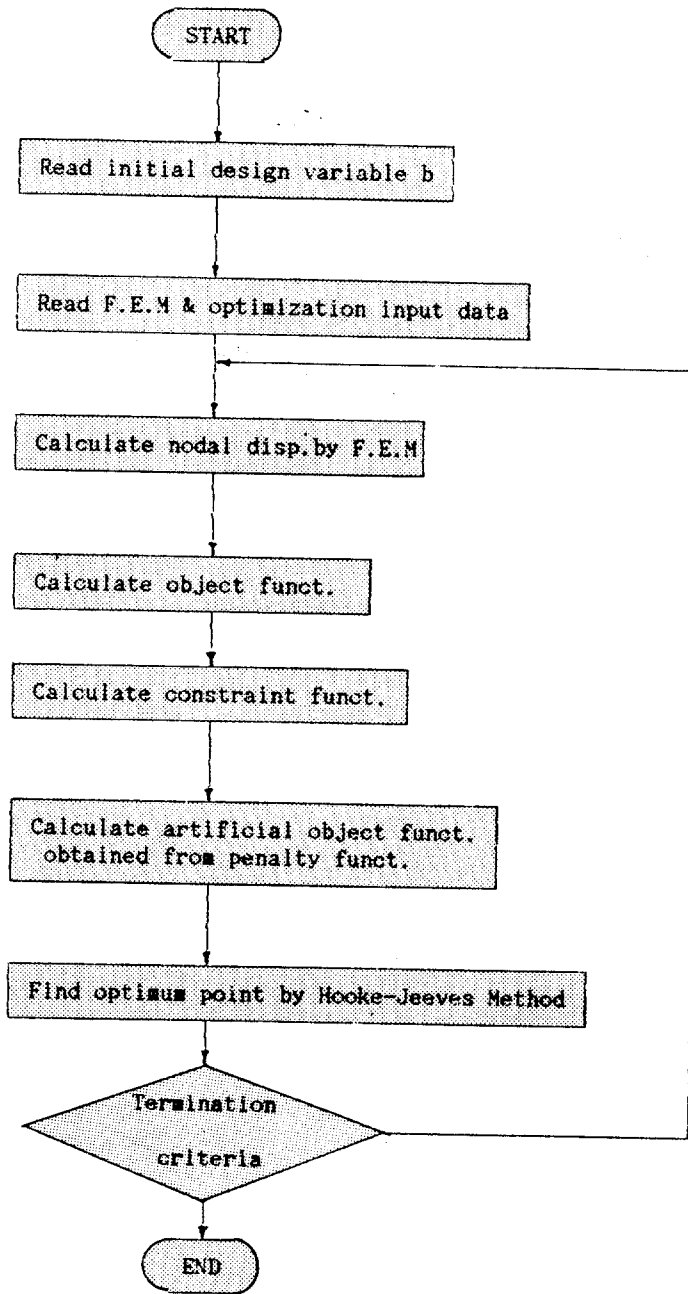 START
Read initial design variable b
Read F.E.M & optimization input data
Calculate nodal disp.by F.E.M
Calculate object funct.
Calculate constraint funct.
Calculate artificial object funct.
obtained from penalty funct.
Find optimum point by Hooke-Jeeves Method
Termination
criteria
END